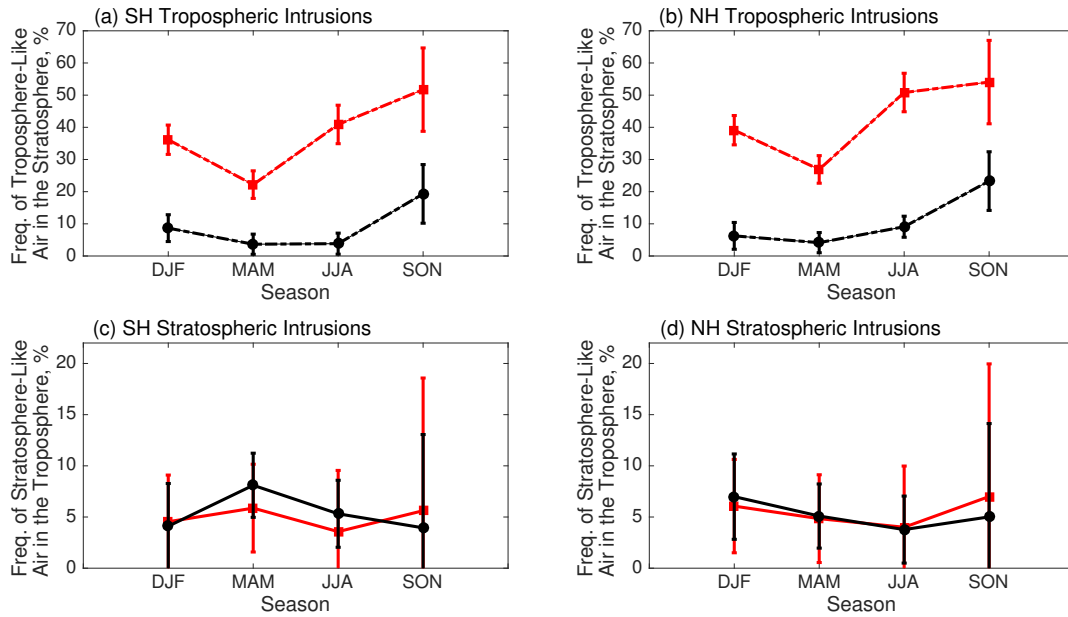 (a) SH Tropospheric Intrusions
Freq. of Troposphere-Like
Air in the Stratosphere, %
70
60
50
40
30
20
10
0
DJF MAM JJA SON
Season
(b) NH Tropospheric Intrusions
Freq. of Troposphere-Like
Air in the Stratosphere, %
70
60
50
40
30
20
10
0
DJF MAM JJA SON
Season
(c) SH Stratospheric Intrusions
Freq. of Stratosphere-Like
Air in the Troposphere, %
20
15
10
5
0
DJF MAM JJA SON
Season
(d) NH Stratospheric Intrusions
Freq. of Stratosphere-Like
Air in the Troposphere, %
20
15
10
5
0
DJF MAM JJA SON
Season